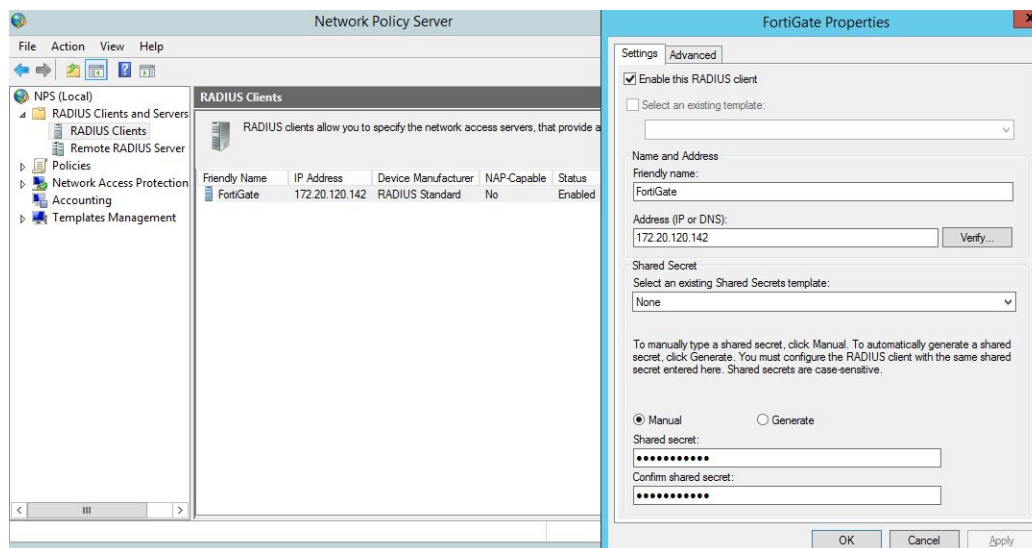 Network Policy Server
File Action View Help
NPS (Local)
RADIUS Clients and Servers
RADIUS Clients
Remote RADIUS Server
Policies
Network Access Protection
Accounting
Templates Management
RADIUS Clients
RADIUS clients allow you to specify the network access servers, that provide a
Friendly Name IP Address Device Manufacturer NAP-Capable Status
FortiGate 172.20.120.142 RADIUS Standard No Enabled
FortiGate Properties
Settings Advanced
Enable this RADIUS client
Select an existing template:
Name and Address
Friendly name:
FortiGate
Address (IP or DNS):
172.20.120.142 Verify...
Shared Secret
Select an existing Shared Secrets template:
None
To manually type a shared secret, click Manual. To automatically generate a shared
secret, click Generate. You must configure the RADIUS client with the same shared
secret entered here. Shared secrets are case-sensitive.
Manual Generate
Shared secret:
●●●●●●●●●●●
Confirm shared secret:
●●●●●●●●●●●
OK Cancel Apply